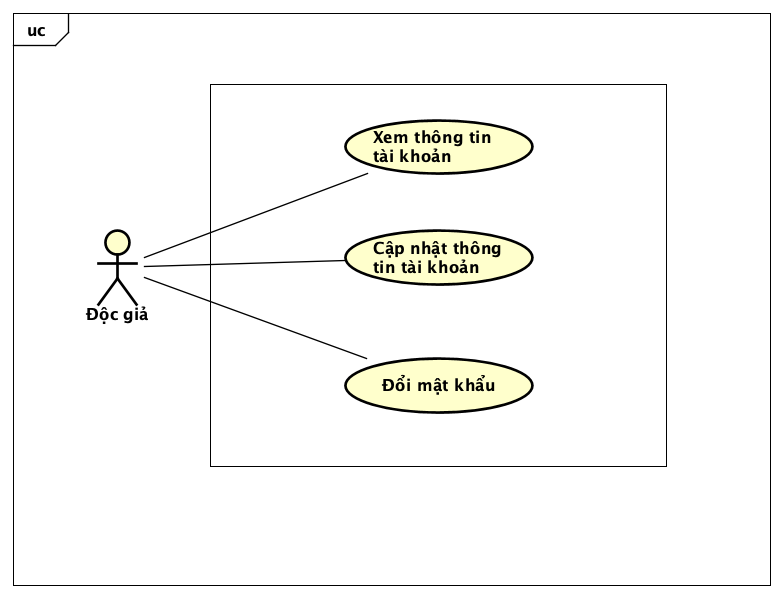 uc
Xem thông tin
tài khoản
Cập nhật thông
tin tài khoản
Độc giả
Đổi mật khẩu